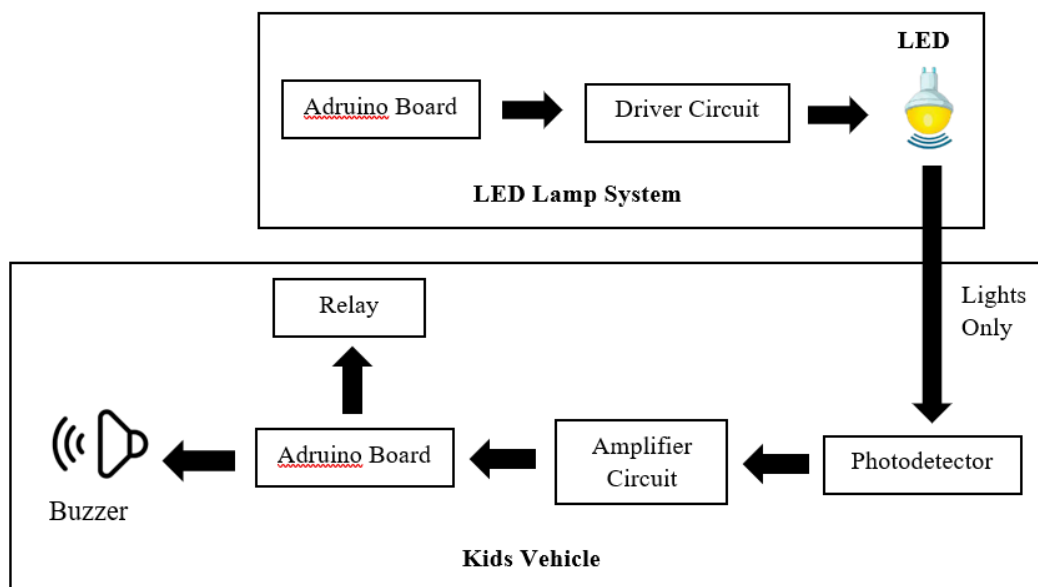 LED
Adruino Board
Driver Circuit
LED Lamp System
Relay
Lights
Only
Buzzer
Adruino Board
Amplifier
Circuit
Photodetector
Kids Vehicle